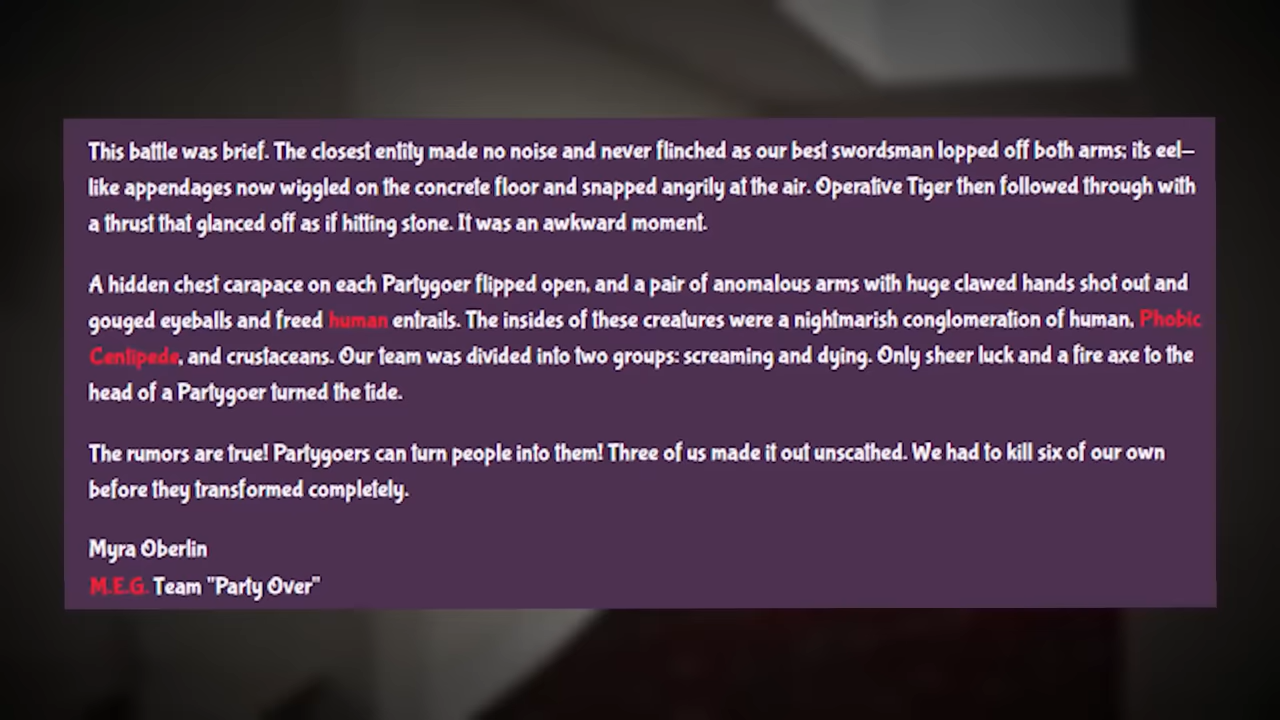 This battle was brief. The closest entity made no noise and never flinched as our best swordsman lopped off both arms; its eel-
like appendages now wiggled on the concrete floor and snapped angrily at the air. Operative Tiger then followed through with
a thrust that glanced off as if hitting stone. It was an awkward moment.
A hidden chest carapace on each Partygoer flipped open, and a pair of anomalous arms with huge clawed hands shot out and
gouged eyeballs and freed human entrails. The insides of these creatures were a nightmarish conglomeration of human, Phobic
Centipede, and crustaceans. Our team was divided into two groups: screaming and dying. Only sheer luck and a fire axe to the
head of a Partygoer turned the tide.
The rumors are true! Partygoers can turn people into them! Three of us made it out unscathed. We had to kill six of our own
before they transformed completely.
Myra Oberlin
M.E.G. Team "Party Over"